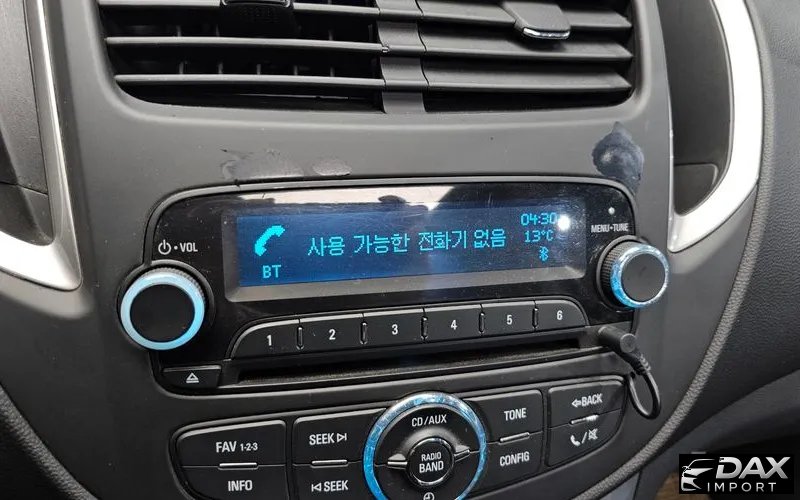 04:30
사용 가능한 전화기 없음
13°C
BT
⏻•VOL
MENU•TUNE
1 2 3 4 5 6
FAV 1-2-3
SEEK
CD/AUX
TONE
BACK
INFO
SEEK
RADIO
BAND
CONFIG
DAX
IMPORT